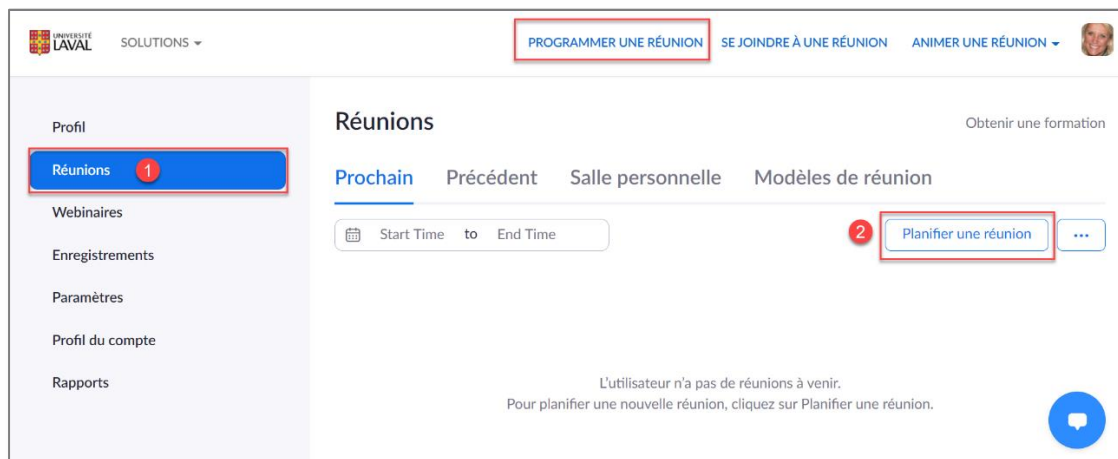 UNIVERSITÉ
LAVAL
SOLUTIONS
PROGRAMMER UNE RÉUNION
SE JOINDRE À UNE RÉUNION
ANIMER UNE RÉUNION
Profil
Réunions 1
Webinaires
Enregistrements
Paramètres
Profil du compte
Rapports
Réunions
Obtenir une formation
Prochain Précédent Salle personnelle Modèles de réunion
Start Time to End Time
2 Planifier une réunion ...
L'utilisateur n'a pas de réunions à venir.
Pour planifier une nouvelle réunion, cliquez sur Planifier une réunion.